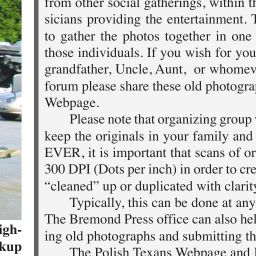 from other social gatherings, within th
sicians providing the entertainment. T
to gather the photos together in one
those individuals. If you wish for you
grandfather, Uncle, Aunt, or whomev
forum please share these old photogra
Webpage.
Please note that organizing group
keep the originals in your family and
EVER, it is important that scans of or
300 DPI (Dots per inch) in order to cre
“cleaned” up or duplicated with clarity
Typically, this can be done at any
The Bremond Press office can also hel
ing old photographs and submitting th
The Polish Texans Webpage and
igh-
kup